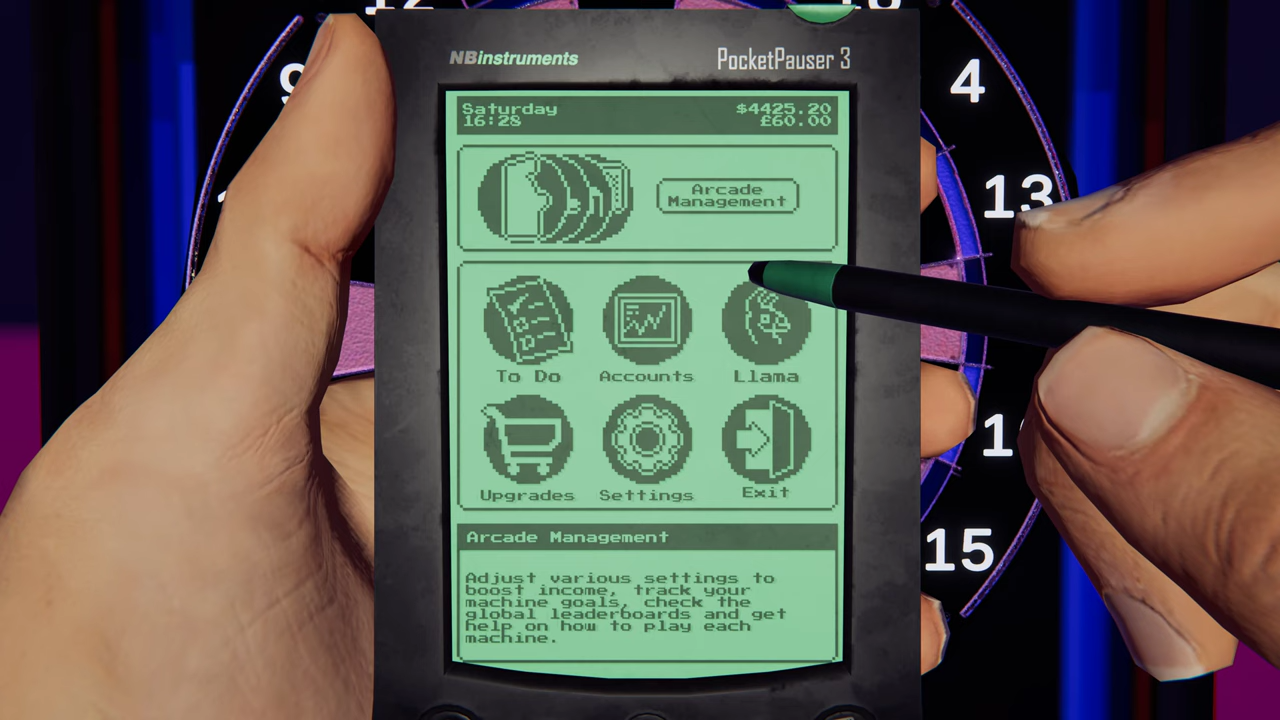 12
NBinstruments
PocketPauser 3
9
4
Saturday
$4425.20
16:28
£60.00
Arcade
Management
13
To Do
Accounts
Llama
Upgrades
Settings
Exit
Arcade Management
15
Adjust various settings to
boost income, track your
machine goals, check the
global leaderboards and get
help on how to play each
machine.